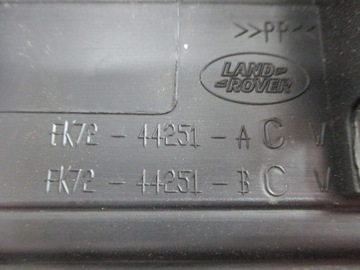 >>PP<<
LAND
ROVER
FK72 - 44251 - A C V
FK72 - 44251 - B C V